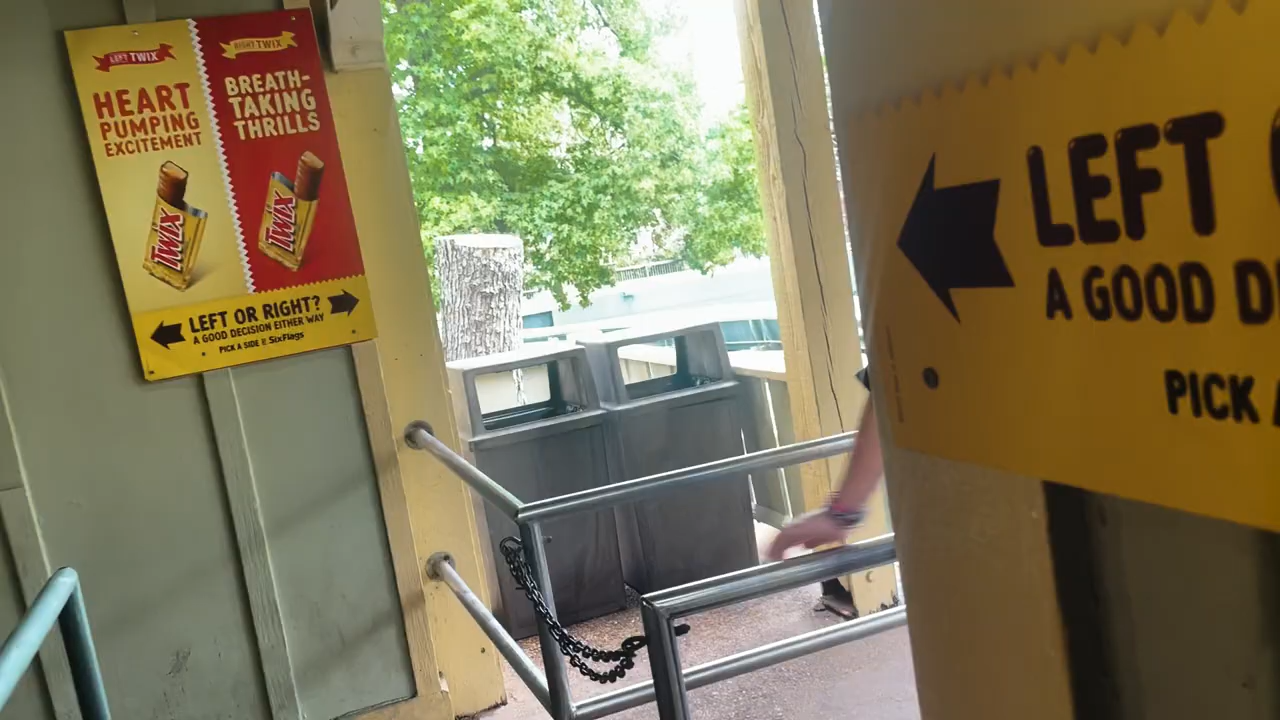 LEFT TWIX
HEART
PUMPING
EXCITEMENT
TWIX
RIGHT TWIX
BREATH-
TAKING
THRILLS
TWIX
LEFT OR RIGHT?
A GOOD DECISION EITHER WAY
PICK A SIDE @ SixFlags
LEFT
A GOOD
PICK